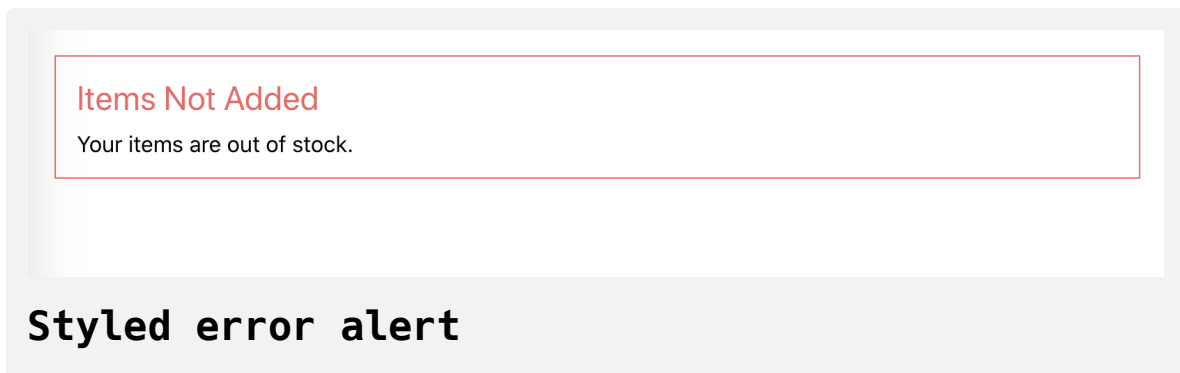 Items Not Added
Your items are out of stock.
Styled error alert